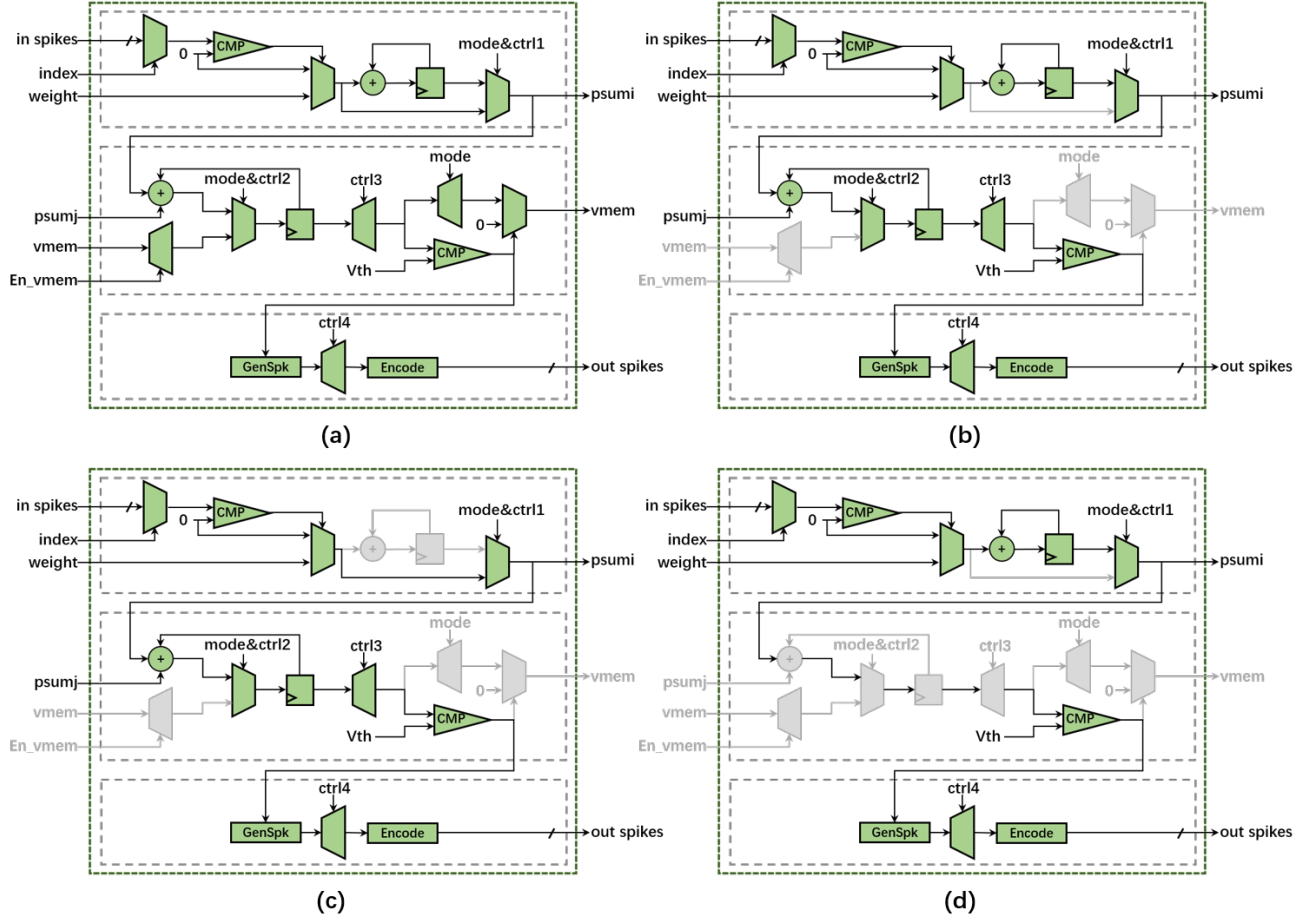 in spikes
index
weight
0
CMP
+
mode&ctrl1
psumi
psumj
vmem
En_vmem
+
mode&ctrl2
ctrl3
mode
0
CMP
Vth
vmem
ctrl4
GenSpk
Encode
out spikes
(a)
in spikes
index
weight
0
CMP
+
mode&ctrl1
psumi
psumj
vmem
En_vmem
+
mode&ctrl2
ctrl3
mode
0
CMP
Vth
vmem
ctrl4
GenSpk
Encode
out spikes
(b)
in spikes
index
weight
0
CMP
+
mode&ctrl1
psumi
psumj
vmem
En_vmem
+
mode&ctrl2
ctrl3
mode
0
CMP
Vth
vmem
ctrl4
GenSpk
Encode
out spikes
(c)
in spikes
index
weight
0
CMP
+
mode&ctrl1
psumi
psumj
vmem
En_vmem
+
mode&ctrl2
ctrl3
mode
0
CMP
Vth
vmem
ctrl4
GenSpk
Encode
out spikes
(d)